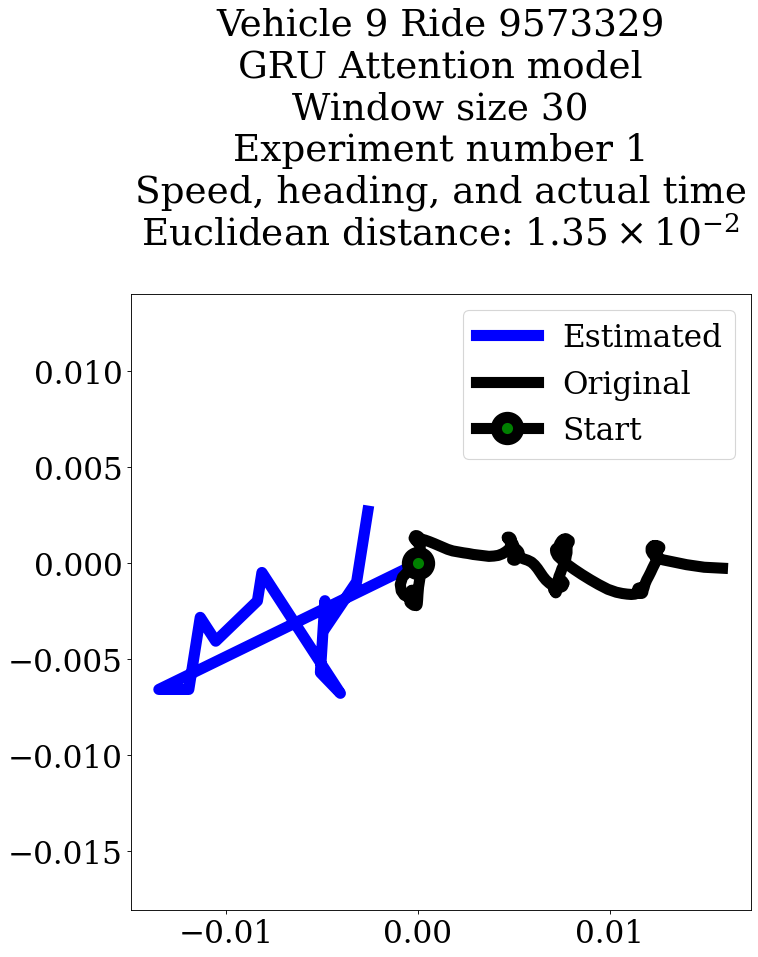 Vehicle 9 Ride 9573329
GRU Attention model
Window size 30
Experiment number 1
Speed, heading, and actual time
Euclidean distance: 1.35 × 10⁻²
Estimated
Original
Start
0.010
0.005
0.000
−0.005
−0.010
−0.015
−0.01 0.00 0.01